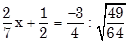 2/7 x + 1/2 = -3/4 : √(49/64)